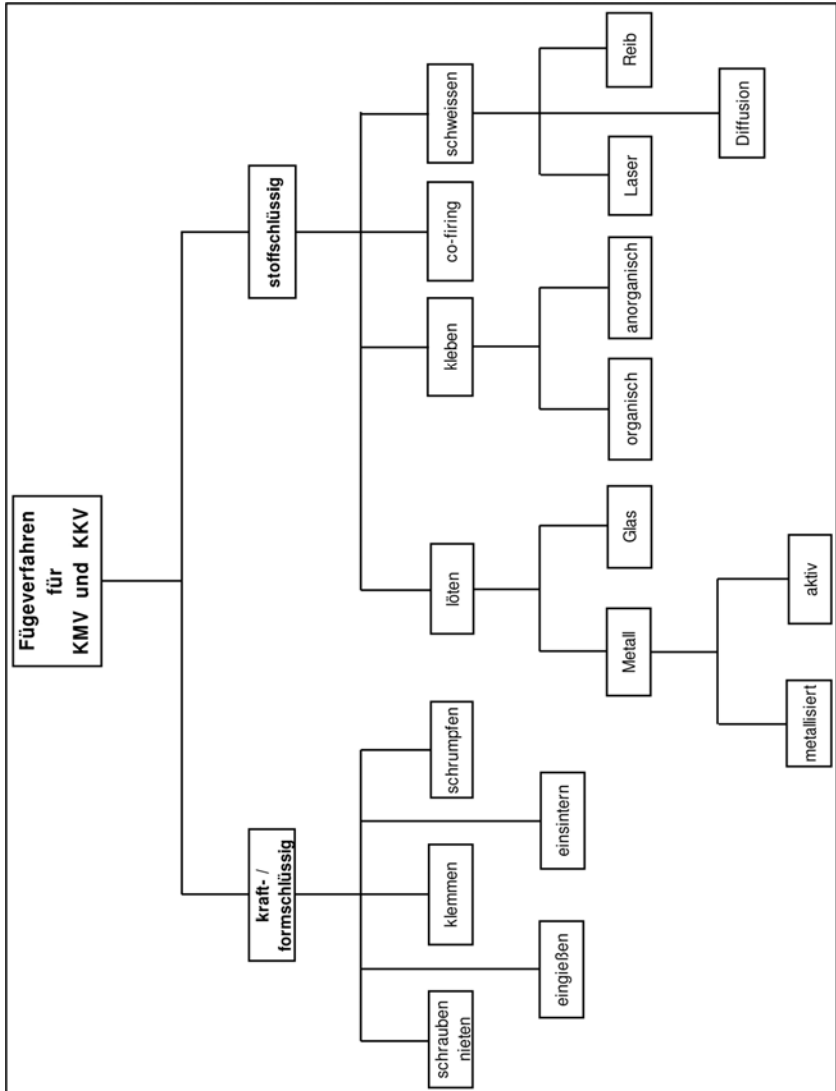 Fügeverfahren
für
KMV und KKV
kraft- /
formschlüssig
stoffschlüssig
schrauben
nieten
eingießen
klemmen
einsintern
schrumpfen
löten
kleben
co-firing
schweissen
Metall
Glas
organisch
anorganisch
Laser
Diffusion
Reib
metallisiert
aktiv